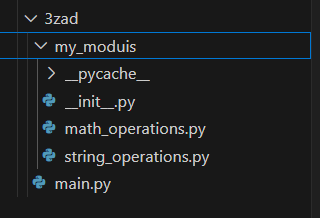 3zad
my_moduis
__pycache__
__init__.py
math_operations.py
string_operations.py
main.py